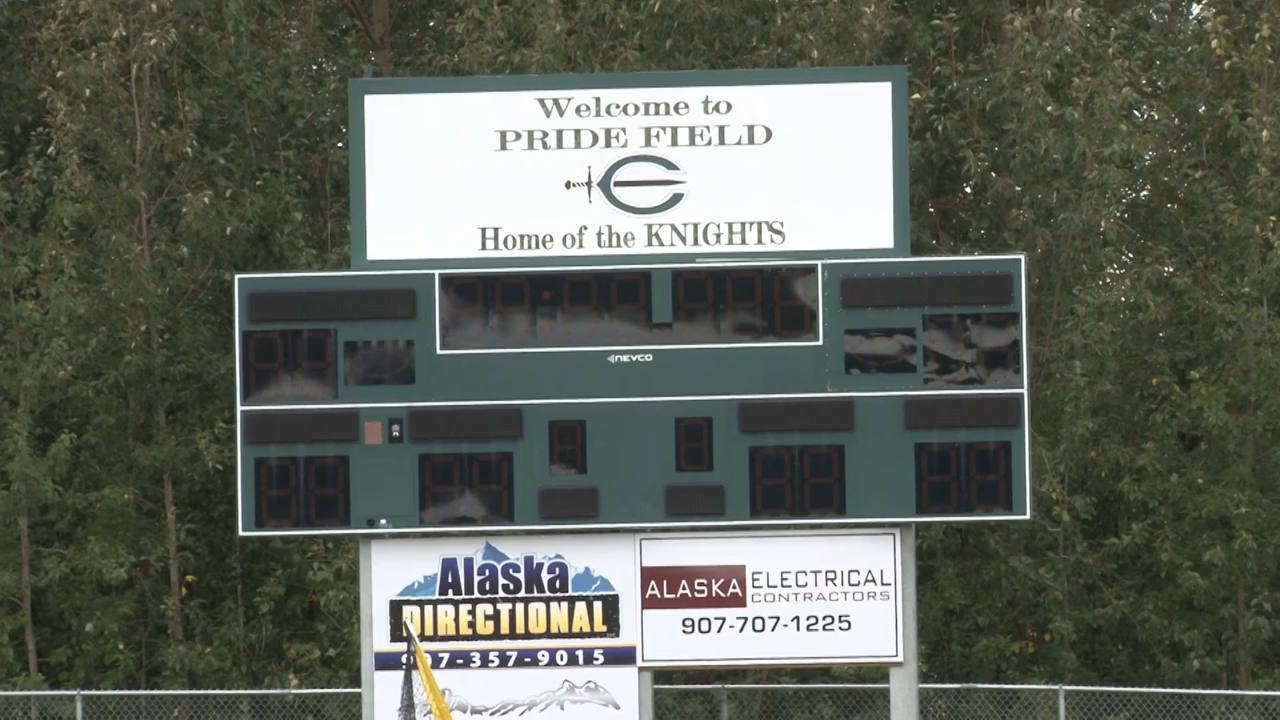 Welcome to
PRIDE FIELD
Home of the KNIGHTS
NEVCO
Alaska
DIRECTIONAL
907-357-9015
ALASKA ELECTRICAL
CONTRACTORS
907-707-1225